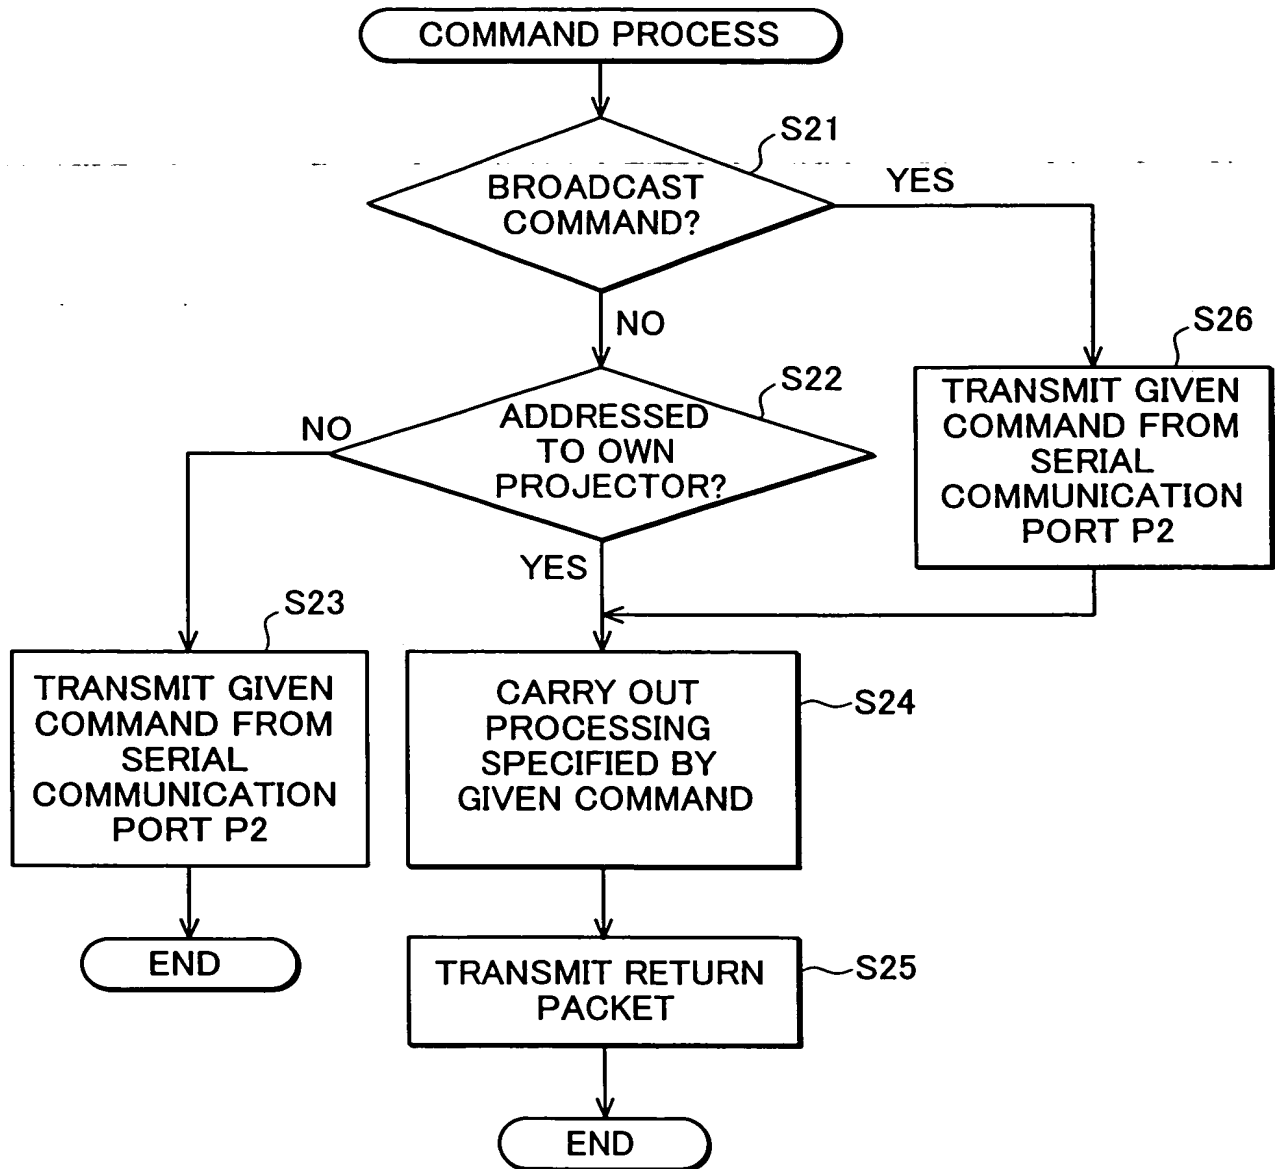 COMMAND PROCESS
S21
BROADCAST
COMMAND?
YES
NO
S26
TRANSMIT GIVEN
COMMAND FROM
SERIAL
COMMUNICATION
PORT P2
S22
ADDRESSED
TO OWN
PROJECTOR?
NO
YES
S23
TRANSMIT GIVEN
COMMAND FROM
SERIAL
COMMUNICATION
PORT P2
END
S24
CARRY OUT
PROCESSING
SPECIFIED BY
GIVEN COMMAND
S25
TRANSMIT RETURN
PACKET
END